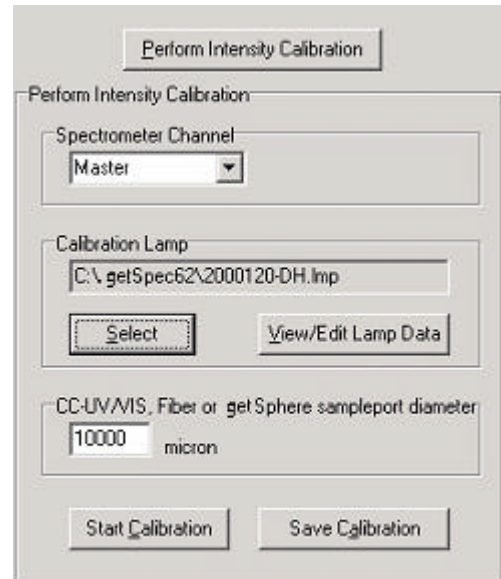 Perform Intensity Calibration
Perform Intensity Calibration
Spectrometer Channel
Master
Calibration Lamp
C:\ getSpec62\2000120-DH.lmp
Select
View/Edit Lamp Data
CC-UV/VIS, Fiber or getSphere sampleport diameter
10000 micron
Start Calibration
Save Calibration